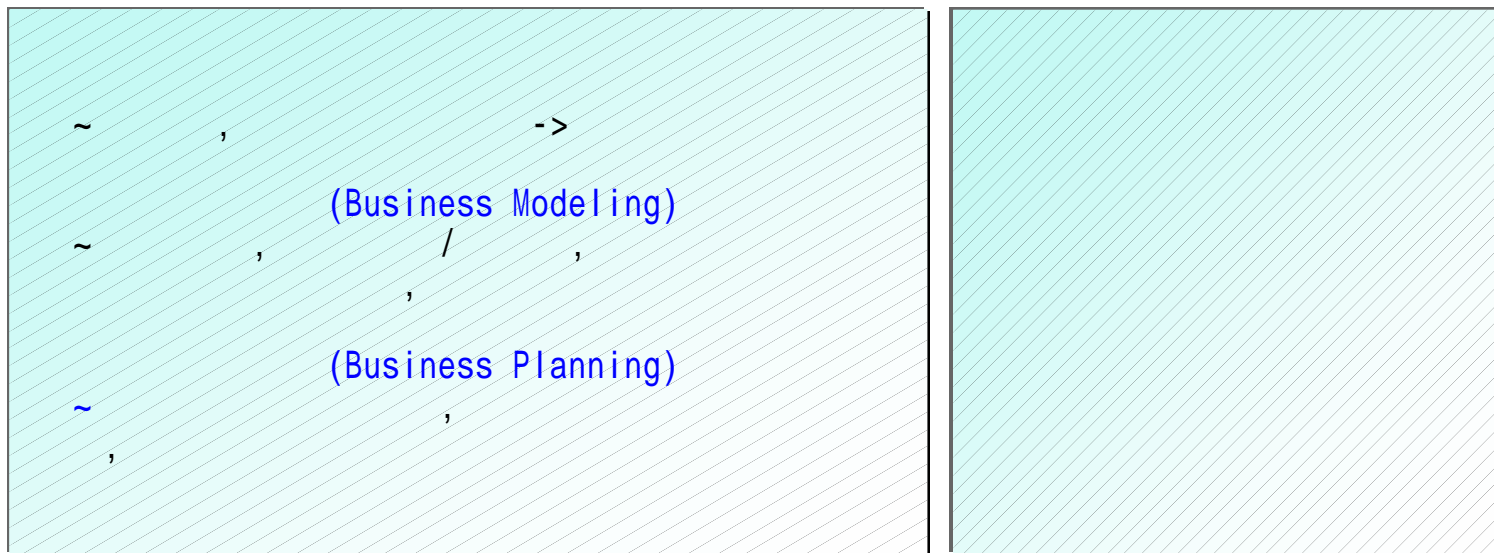 ~ , ->
(Business Modeling)
~ , / ,
,
(Business Planning)
~ ,
,